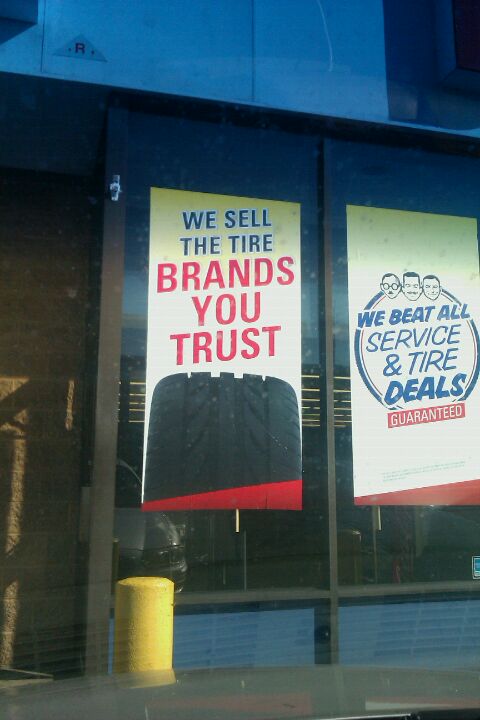 R
WE SELL
THE TIRE
BRANDS
YOU
TRUST
WE BEAT ALL
SERVICE
& TIRE
DEALS
GUARANTEED